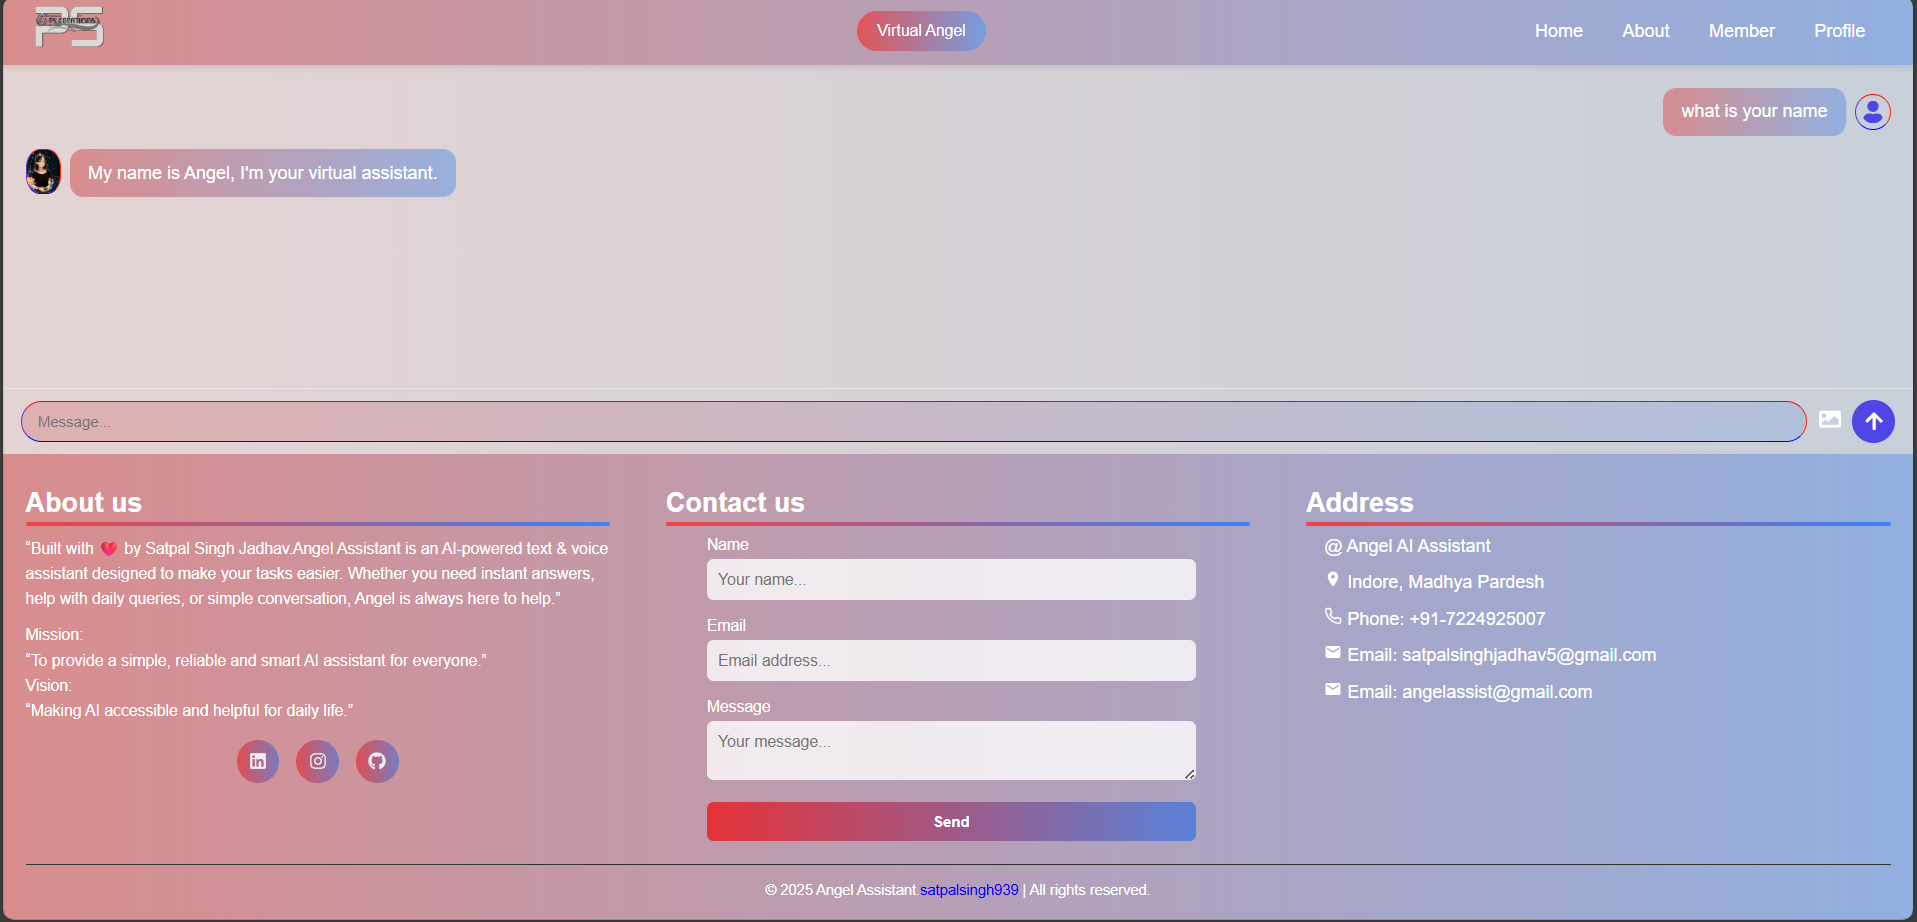 PS
PS CREATIONS
Virtual Angel
Home
About
Member
Profile
what is your name
My name is Angel, I'm your virtual assistant.
Message...
About us
“Built with ❤️ by Satpal Singh Jadhav.Angel Assistant is an AI-powered text & voice
assistant designed to make your tasks easier. Whether you need instant answers,
help with daily queries, or simple conversation, Angel is always here to help.”
Mission:
“To provide a simple, reliable and smart AI assistant for everyone.”
Vision:
“Making AI accessible and helpful for daily life.”
Contact us
Name
Your name...
Email
Email address...
Message
Your message...
Send
Address
@ Angel AI Assistant
Indore, Madhya Pardesh
Phone: +91-7224925007
Email: satpalsinghjadhav5@gmail.com
Email: angelassist@gmail.com
© 2025 Angel Assistant.satpalsingh939 | All rights reserved.